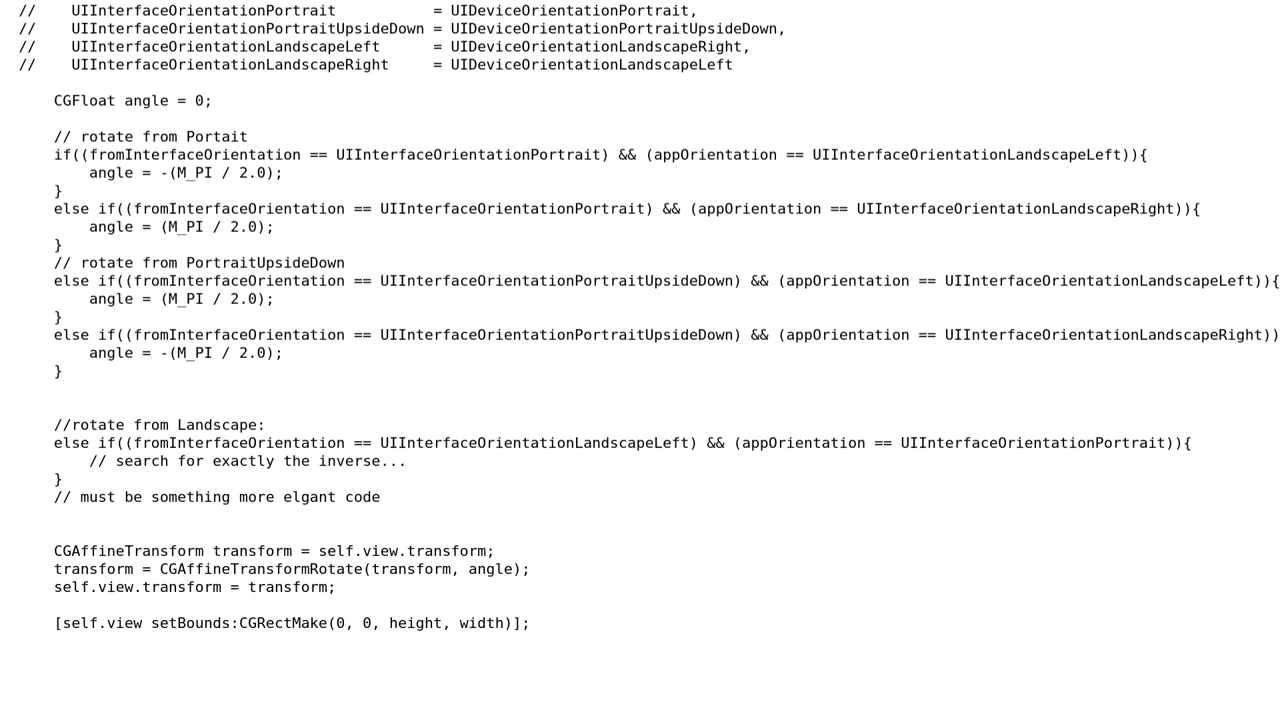 //    UIInterfaceOrientationPortrait           = UIDeviceOrientationPortrait,
//    UIInterfaceOrientationPortraitUpsideDown = UIDeviceOrientationPortraitUpsideDown,
//    UIInterfaceOrientationLandscapeLeft      = UIDeviceOrientationLandscapeRight,
//    UIInterfaceOrientationLandscapeRight     = UIDeviceOrientationLandscapeLeft
    CGFloat angle = 0;
    // rotate from Portait
    if((fromInterfaceOrientation == UIInterfaceOrientationPortrait) && (appOrientation == UIInterfaceOrientationLandscapeLeft)){
        angle = -(M_PI / 2.0);
    }
    else if((fromInterfaceOrientation == UIInterfaceOrientationPortrait) && (appOrientation == UIInterfaceOrientationLandscapeRight)){
        angle = (M_PI / 2.0);
    }
    // rotate from PortraitUpsideDown
    else if((fromInterfaceOrientation == UIInterfaceOrientationPortraitUpsideDown) && (appOrientation == UIInterfaceOrientationLandscapeLeft)){
        angle = (M_PI / 2.0);
    }
    else if((fromInterfaceOrientation == UIInterfaceOrientationPortraitUpsideDown) && (appOrientation == UIInterfaceOrientationLandscapeRight))
        angle = -(M_PI / 2.0);
    }
    //rotate from Landscape:
    else if((fromInterfaceOrientation == UIInterfaceOrientationLandscapeLeft) && (appOrientation == UIInterfaceOrientationPortrait)){
        // search for exactly the inverse...
    }
    // must be something more elgant code
    CGAffineTransform transform = self.view.transform;
    transform = CGAffineTransformRotate(transform, angle);
    self.view.transform = transform;
    [self.view setBounds:CGRectMake(0, 0, height, width)];